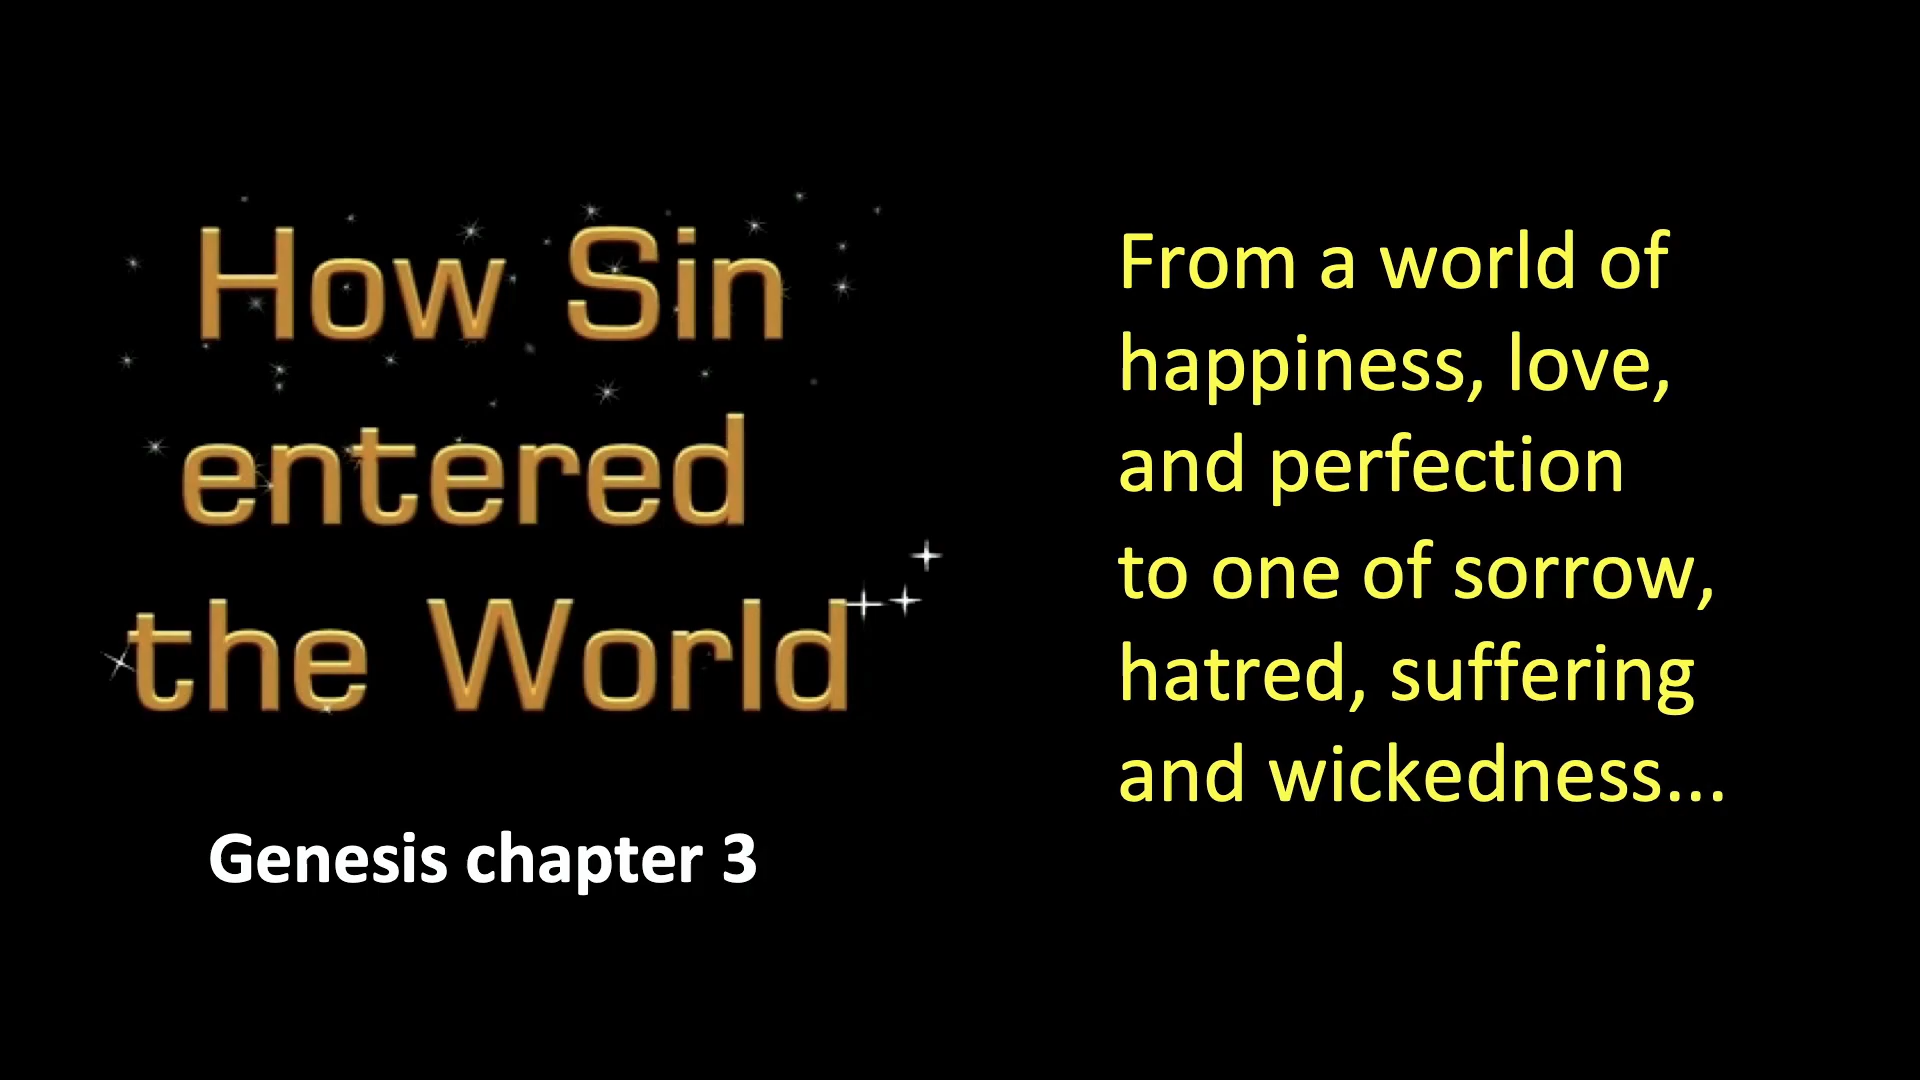 How Sin
entered
the World
Genesis chapter 3
From a world of
happiness, love,
and perfection
to one of sorrow,
hatred, suffering
and wickedness...